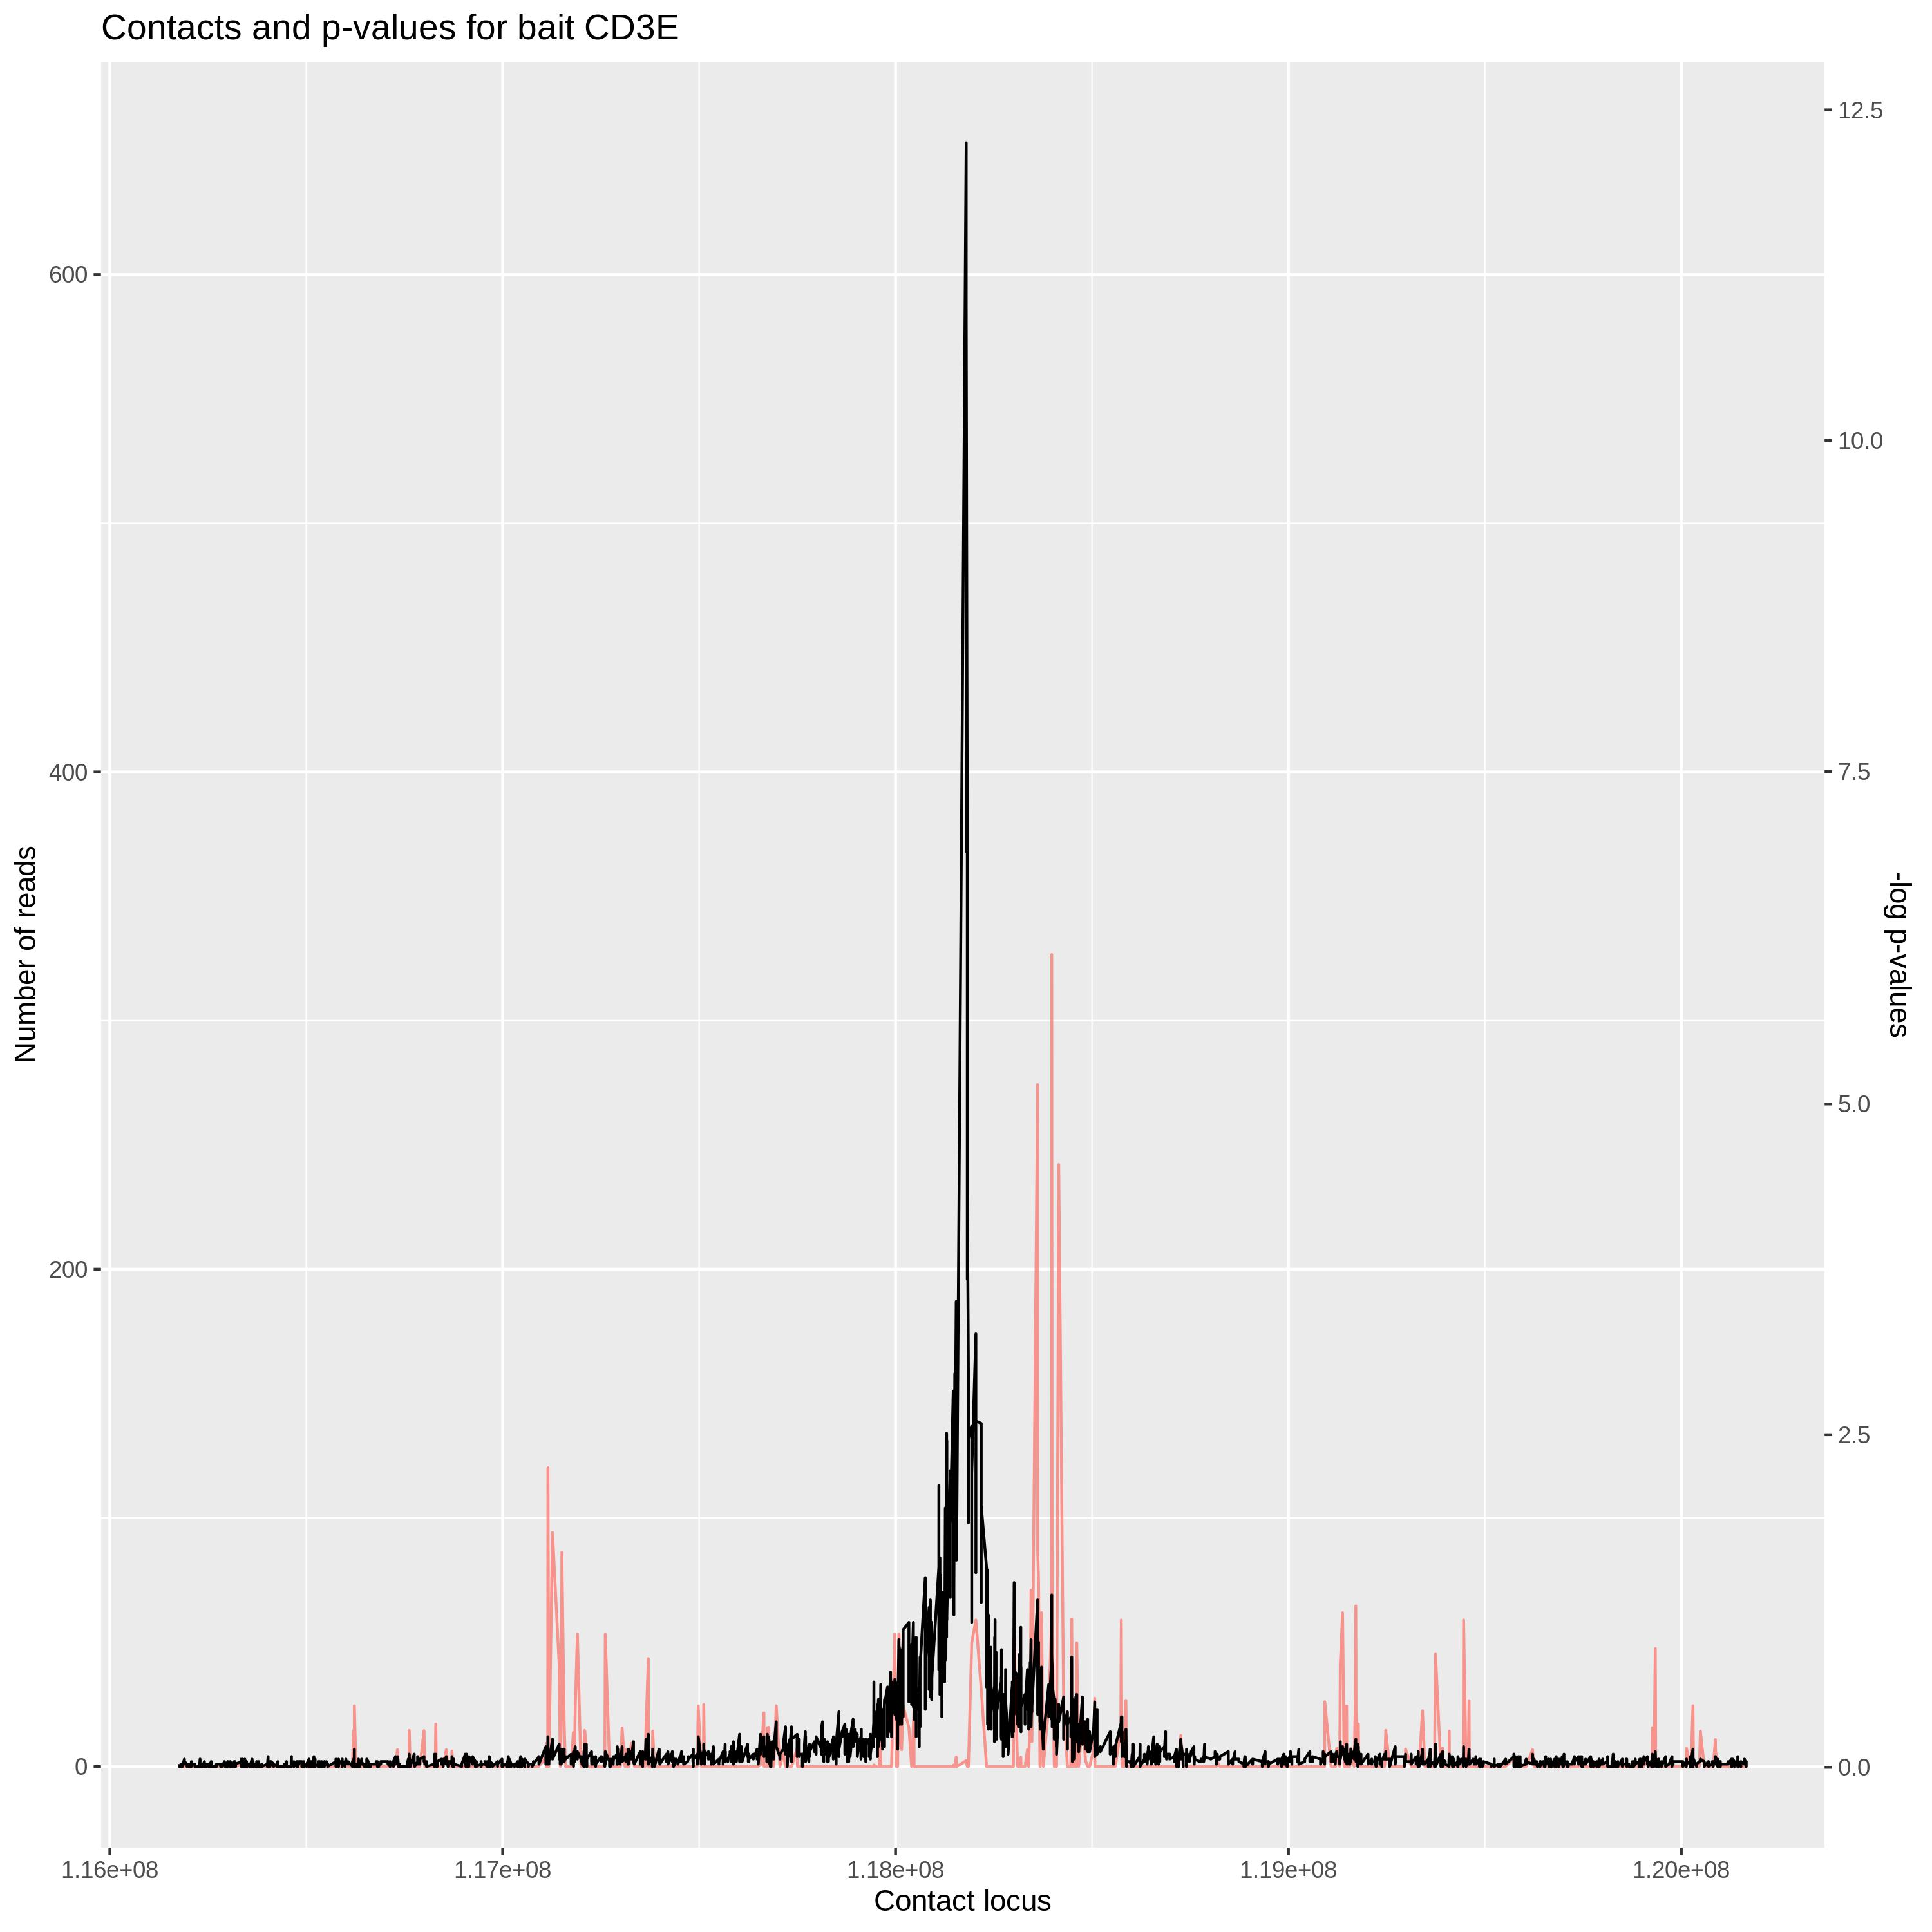 Contacts and p-values for bait CD3E
12.5
600
10.0
400
7.5
Number of reads
-log p-values
5.0
200
2.5
0
0.0
1.16e+08
1.17e+08
1.18e+08
1.19e+08
1.20e+08
Contact locus